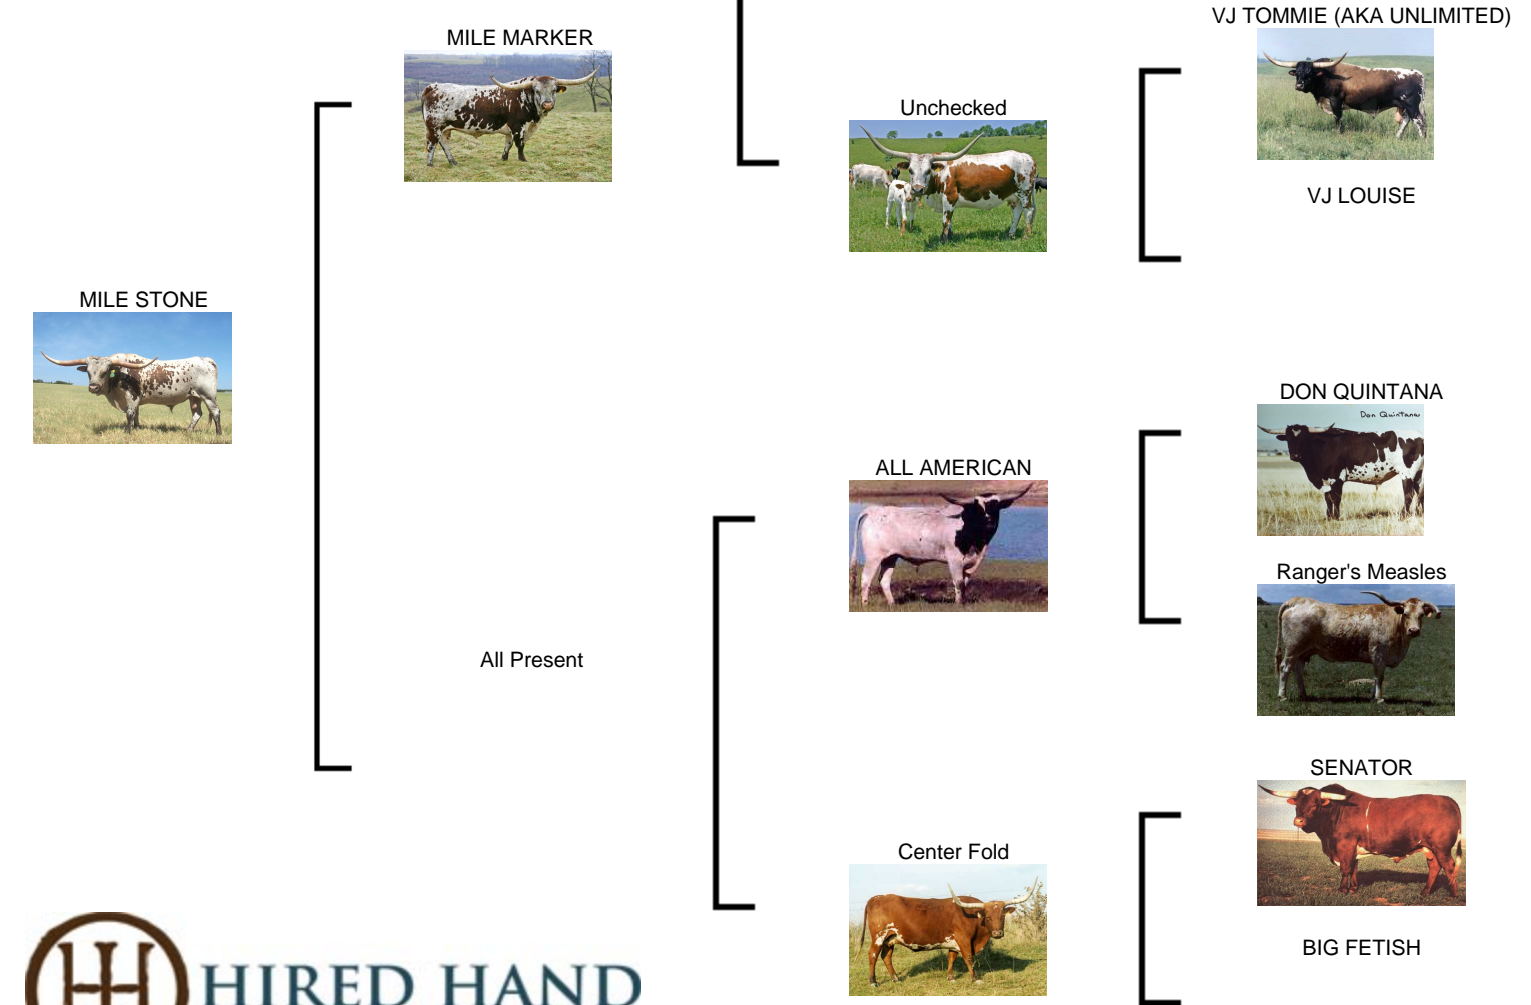 VJ TOMMIE (AKA UNLIMITED)
MILE MARKER
Unchecked
VJ LOUISE
MILE STONE
DON QUINTANA
Don Quintana
ALL AMERICAN
Ranger's Measles
All Present
SENATOR
Center Fold
BIG FETISH
HIRED HAND